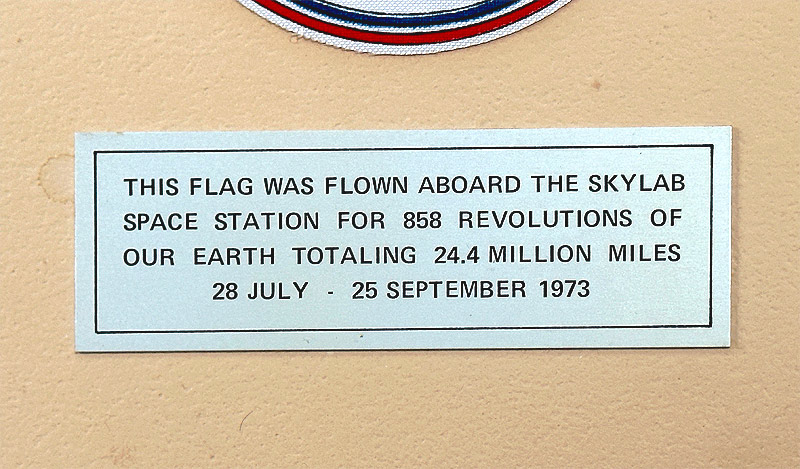 THIS FLAG WAS FLOWN ABOARD THE SKYLAB
SPACE STATION FOR 858 REVOLUTIONS OF
OUR EARTH TOTALING 24.4 MILLION MILES
28 JULY - 25 SEPTEMBER 1973